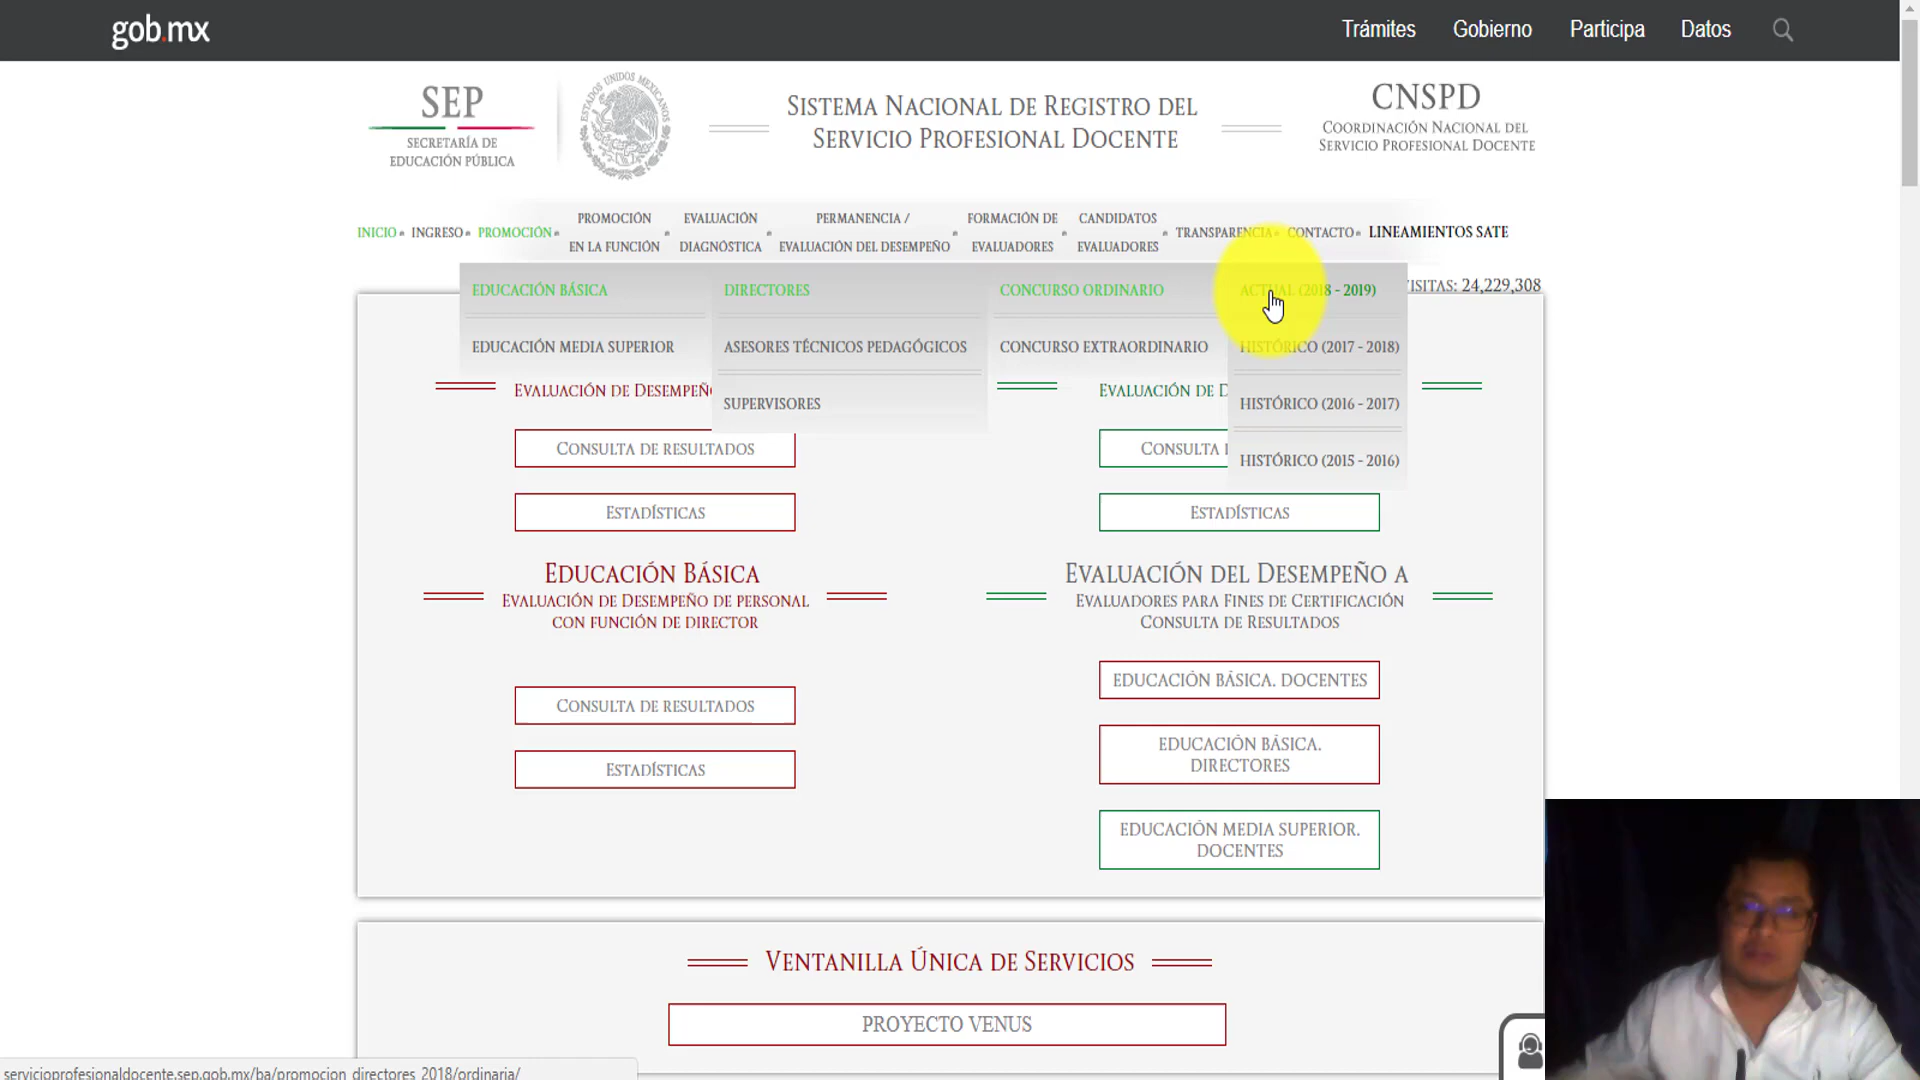 gob.mx
Trámites
Gobierno
Participa
Datos
SEP
SECRETARÍA DE
EDUCACIÓN PÚBLICA
ESTADOS UNIDOS MEXICANOS
SISTEMA NACIONAL DE REGISTRO DEL
SERVICIO PROFESIONAL DOCENTE
CNSPD
COORDINACIÓN NACIONAL DEL
SERVICIO PROFESIONAL DOCENTE
INICIO
INGRESO
PROMOCIÓN
PROMOCIÓN
EN LA FUNCIÓN
EVALUACIÓN
DIAGNÓSTICA
PERMANENCIA /
EVALUACIÓN DEL DESEMPEÑO
FORMACIÓN DE
EVALUADORES
CANDIDATOS
EVALUADORES
TRANSPARENCIA
CONTACTO
LINEAMIENTOS SATE
ISITAS: 24,229,308
EDUCACIÓN BÁSICA
EDUCACIÓN MEDIA SUPERIOR
DIRECTORES
ASESORES TÉCNICOS PEDAGÓGICOS
SUPERVISORES
CONCURSO ORDINARIO
CONCURSO EXTRAORDINARIO
ACTUAL (2018 - 2019)
HISTÓRICO (2017 - 2018)
HISTÓRICO (2016 - 2017)
HISTÓRICO (2015 - 2016)
EVALUACIÓN DE DESEMPEÑ
CONSULTA DE RESULTADOS
ESTADÍSTICAS
EVALUACIÓN DE D
CONSULTA D
ESTADÍSTICAS
EDUCACIÓN BÁSICA
EVALUACIÓN DE DESEMPEÑO DE PERSONAL
CON FUNCIÓN DE DIRECTOR
CONSULTA DE RESULTADOS
ESTADÍSTICAS
EVALUACIÓN DEL DESEMPEÑO A
EVALUADORES PARA FINES DE CERTIFICACIÓN
CONSULTA DE RESULTADOS
EDUCACIÓN BÁSICA. DOCENTES
EDUCACIÓN BÁSICA.
DIRECTORES
EDUCACIÓN MEDIA SUPERIOR.
DOCENTES
VENTANILLA ÚNICA DE SERVICIOS
PROYECTO VENUS
servicioprofesionaldocente.sep.gob.mx/ba/promocion_directores_2018/ordinaria/